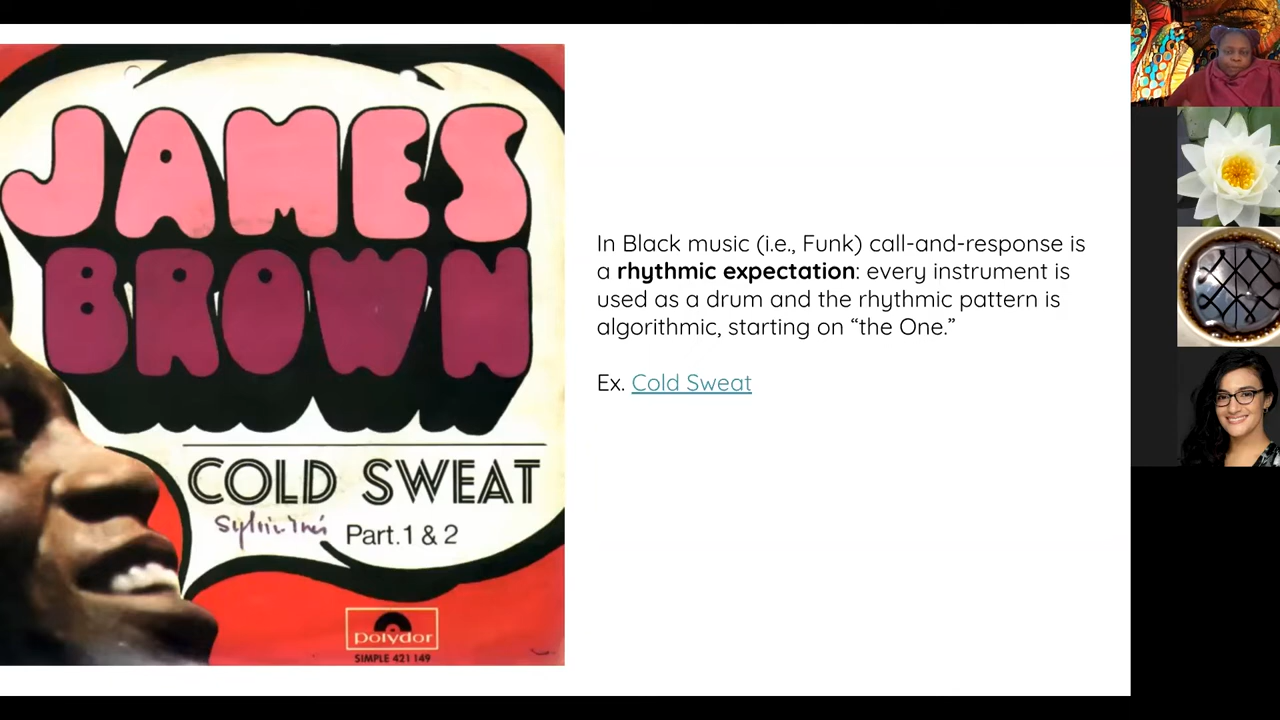 JAMES
BROWN
COLD SWEAT
Part.1 & 2
polydor
SIMPLE 421 149
In Black music (i.e., Funk) call-and-response is
a rhythmic expectation: every instrument is
used as a drum and the rhythmic pattern is
algorithmic, starting on “the One.”
Ex. Cold Sweat